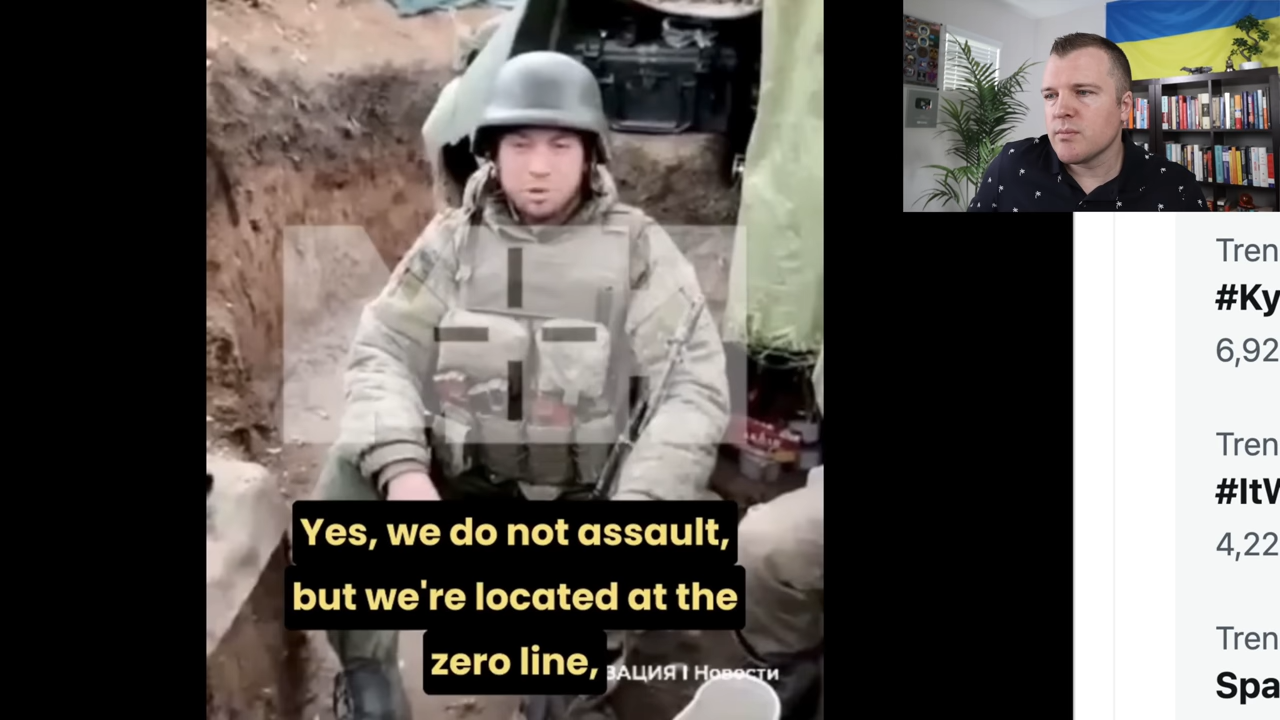 Yes, we do not assault,
but we're located at the
zero line,
ЗАЦИЯ I Новости
Tren
#Ky
6,92
Tren
#ItW
4,22
Tren
Spa